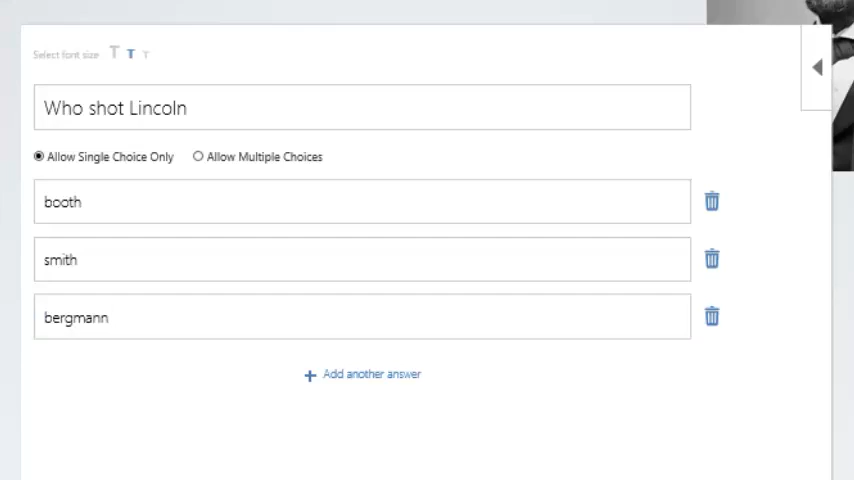 Select font size T T T
Who shot Lincoln
Allow Single Choice Only Allow Multiple Choices
booth
smith
bergmann
+ Add another answer